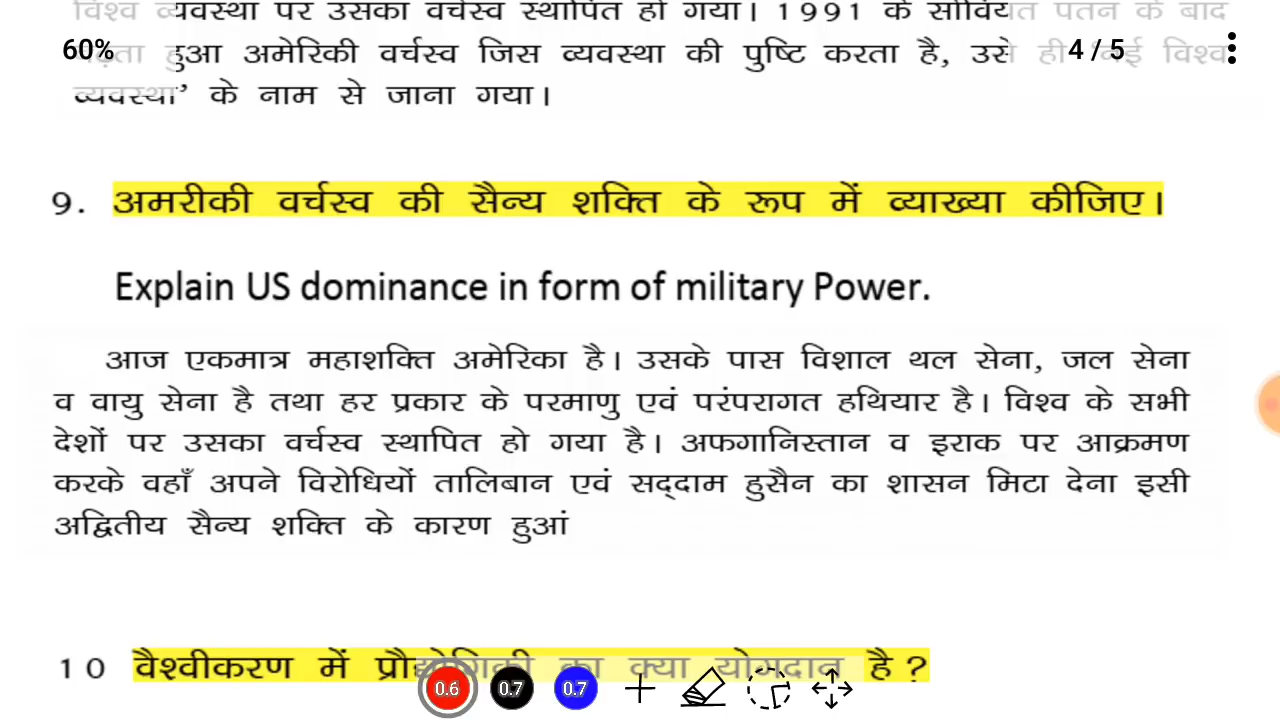 विश्व व्यवस्था पर उसका वर्चस्व स्थापित हो गया। 1991 के सोवियत पतन के बाद
60%
हुआ अमेरिकी वर्चस्व जिस व्यवस्था की पुष्टि करता है, उसे ही नई विश्व
4 / 5
व्यवस्था’ के नाम से जाना गया।
9. अमरीकी वर्चस्व की सैन्य शक्ति के रूप में व्याख्या कीजिए।
Explain US dominance in form of military Power.
आज एकमात्र महाशक्ति अमेरिका है। उसके पास विशाल थल सेना, जल सेना
व वायु सेना है तथा हर प्रकार के परमाणु एवं परंपरागत हथियार है। विश्व के सभी
देशों पर उसका वर्चस्व स्थापित हो गया है। अफगानिस्तान व इराक पर आक्रमण
करके वहाँ अपने विरोधियों तालिबान एवं सद्दाम हुसैन का शासन मिटा देना इसी
अद्वितीय सैन्य शक्ति के कारण हुआं
10 वैश्वीकरण में प्रौद्योगिकी का क्या योगदान है?
0.6 0.7 0.7